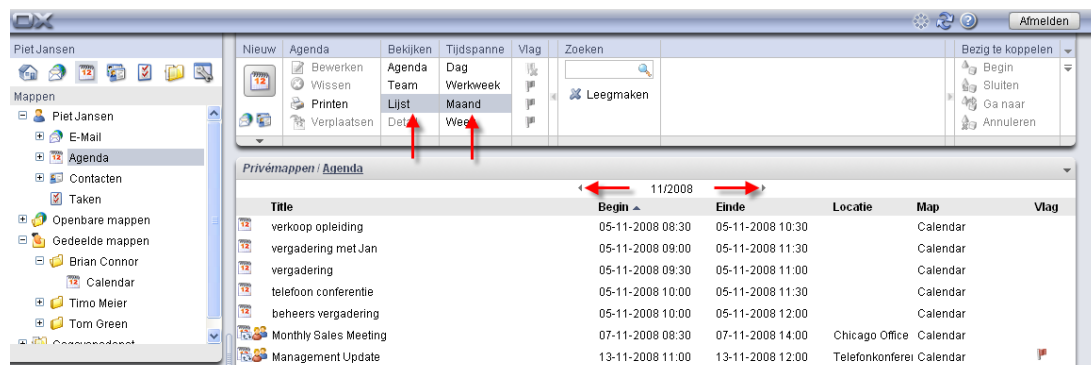 OX
Afmelden
Piet Jansen
Mappen
Piet Jansen
E-Mail
Agenda
Contacten
Taken
Openbare mappen
Gedeelde mappen
Brian Connor
Calendar
Timo Meier
Tom Green
Nieuw Agenda Bekijken Tijdspanne Vlag Zoeken Bezig te koppelen
Bewerken Agenda Dag Begin
Wissen Team Werkweek Sluiten
Printen Lijst Maand Leegmaken Ga naar
Verplaatsen Annuleren
Privémappen / Agenda
11/2008
Title Begin Einde Locatie Map Vlag
verkoop opleiding 05-11-2008 08:30 05-11-2008 10:30 Calendar
vergadering met Jan 05-11-2008 09:00 05-11-2008 11:30 Calendar
vergadering 05-11-2008 09:30 05-11-2008 11:00 Calendar
telefoon conferentie 05-11-2008 10:00 05-11-2008 11:30 Calendar
beheers vergadering 05-11-2008 10:00 05-11-2008 12:00 Calendar
Monthly Sales Meeting 07-11-2008 08:30 07-11-2008 14:00 Chicago Office Calendar
Management Update 13-11-2008 11:00 13-11-2008 12:00 Telefonkonferei Calendar